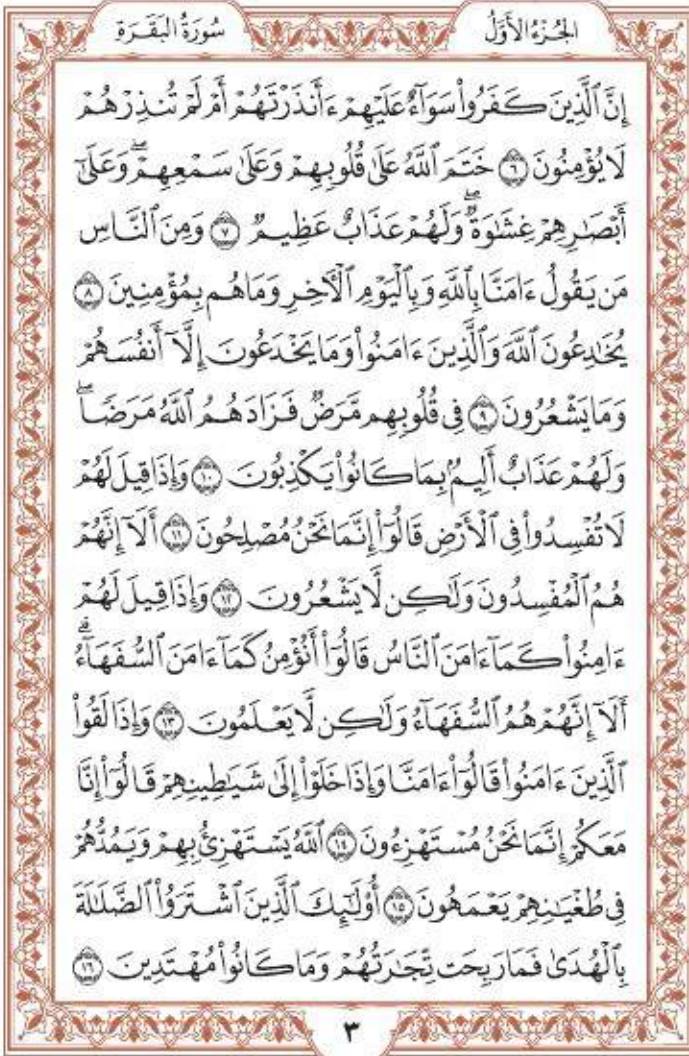 الجُزْءُ الأَوَّلُ
سُورَةُ البَقَرَةِ
إِنَّ ٱلَّذِينَ كَفَرُواْ سَوَآءٌ عَلَيْهِمْ ءَأَنذَرْتَهُمْ أَمْ لَمْ تُنذِرْهُمْ
لَا يُؤْمِنُونَ ٦ خَتَمَ ٱللَّهُ عَلَىٰ قُلُوبِهِمْ وَعَلَىٰ سَمْعِهِمْۖ وَعَلَىٰٓ
أَبْصَٰرِهِمْ غِشَٰوَةٌۖ وَلَهُمْ عَذَابٌ عَظِيمٌ ٧ وَمِنَ ٱلنَّاسِ
مَن يَقُولُ ءَامَنَّا بِٱللَّهِ وَبِٱلْيَوْمِ ٱلْأٓخِرِ وَمَا هُم بِمُؤْمِنِينَ ٨
يُخَٰدِعُونَ ٱللَّهَ وَٱلَّذِينَ ءَامَنُواْ وَمَا يَخْدَعُونَ إِلَّآ أَنفُسَهُمْ
وَمَا يَشْعُرُونَ ٩ فِى قُلُوبِهِم مَّرَضٌ فَزَادَهُمُ ٱللَّهُ مَرَضًاۖ
وَلَهُمْ عَذَابٌ أَلِيمٌۢ بِمَا كَانُواْ يَكْذِبُونَ ١٠ وَإِذَا قِيلَ لَهُمْ
لَا تُفْسِدُواْ فِى ٱلْأَرْضِ قَالُوٓاْ إِنَّمَا نَحْنُ مُصْلِحُونَ ١١ أَلَآ إِنَّهُمْ
هُمُ ٱلْمُفْسِدُونَ وَلَٰكِن لَّا يَشْعُرُونَ ١٢ وَإِذَا قِيلَ لَهُمْ
ءَامِنُواْ كَمَآ ءَامَنَ ٱلنَّاسُ قَالُوٓاْ أَنُؤْمِنُ كَمَآ ءَامَنَ ٱلسُّفَهَآءُۗ
أَلَآ إِنَّهُمْ هُمُ ٱلسُّفَهَآءُ وَلَٰكِن لَّا يَعْلَمُونَ ١٣ وَإِذَا لَقُواْ
ٱلَّذِينَ ءَامَنُواْ قَالُوٓاْ ءَامَنَّا وَإِذَا خَلَوْاْ إِلَىٰ شَيَٰطِينِهِمْ قَالُوٓاْ إِنَّا
مَعَكُمْ إِنَّمَا نَحْنُ مُسْتَهْزِءُونَ ١٤ ٱللَّهُ يَسْتَهْزِئُ بِهِمْ وَيَمُدُّهُمْ
فِى طُغْيَٰنِهِمْ يَعْمَهُونَ ١٥ أُوْلَٰٓئِكَ ٱلَّذِينَ ٱشْتَرَوُاْ ٱلضَّلَٰلَةَ
بِٱلْهُدَىٰ فَمَا رَبِحَت تِّجَٰرَتُهُمْ وَمَا كَانُواْ مُهْتَدِينَ ١٦
٣